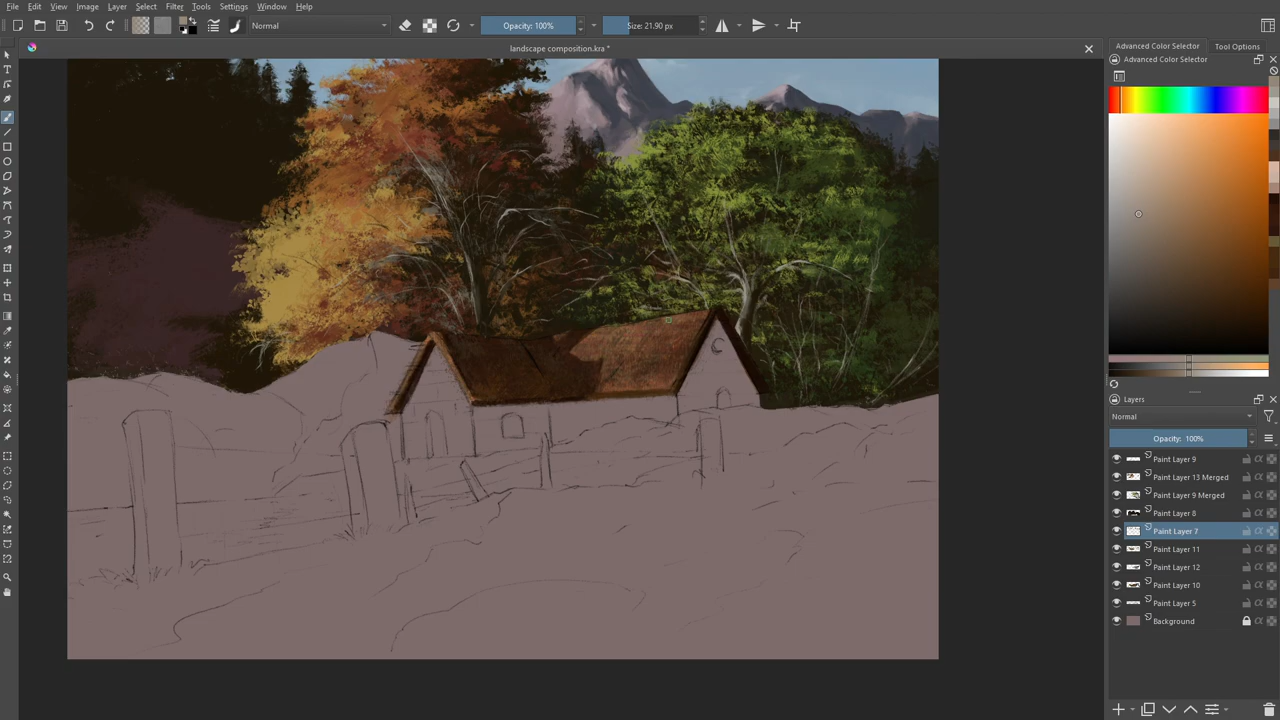 File Edit View Image Layer Select Filter Tools Settings Window Help
Normal Opacity: 100% Size: 21.90 px
landscape composition.kra *
Advanced Color Selector Tool Options
Advanced Color Selector
Layers
Normal
Opacity: 100%
Paint Layer 9
Paint Layer 13 Merged
Paint Layer 9 Merged
Paint Layer 8
Paint Layer 7
Paint Layer 11
Paint Layer 12
Paint Layer 10
Paint Layer 5
Background